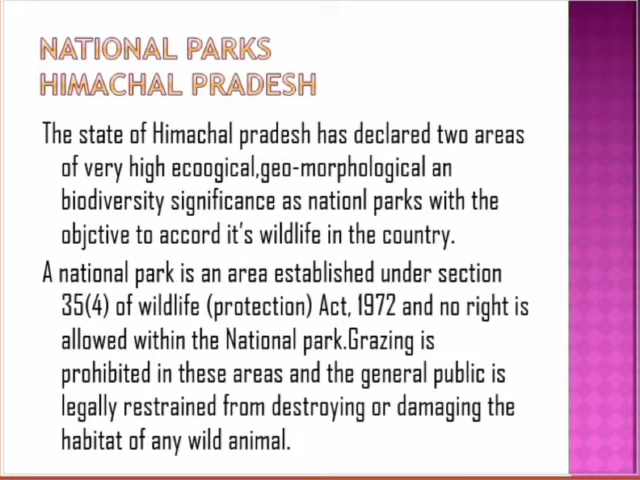 NATIONAL PARKS
HIMACHAL PRADESH
The state of Himachal pradesh has declared two areas
of very high ecoogical,geo-morphological an
biodiversity significance as nationl parks with the
objctive to accord it's wildlife in the country.
A national park is an area established under section
35(4) of wildlife (protection) Act, 1972 and no right is
allowed within the National park.Grazing is
prohibited in these areas and the general public is
legally restrained from destroying or damaging the
habitat of any wild animal.